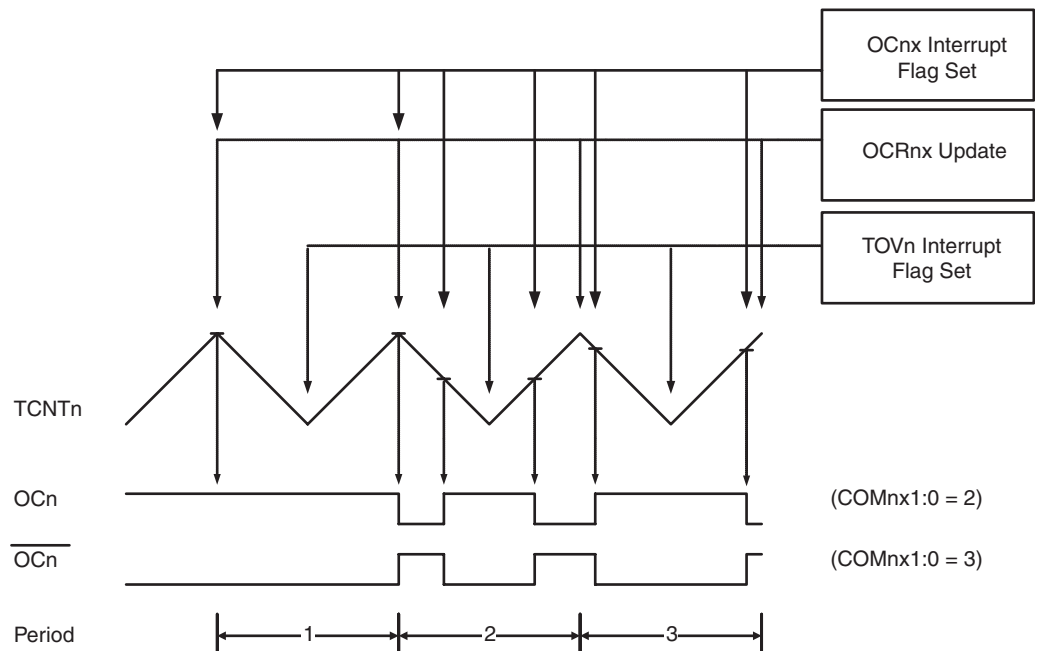 OCnx Interrupt
Flag Set
OCRnx Update
TOVn Interrupt
Flag Set
TCNTn
OCn
(COMnx1:0 = 2)
OCn
(COMnx1:0 = 3)
Period
1
2
3